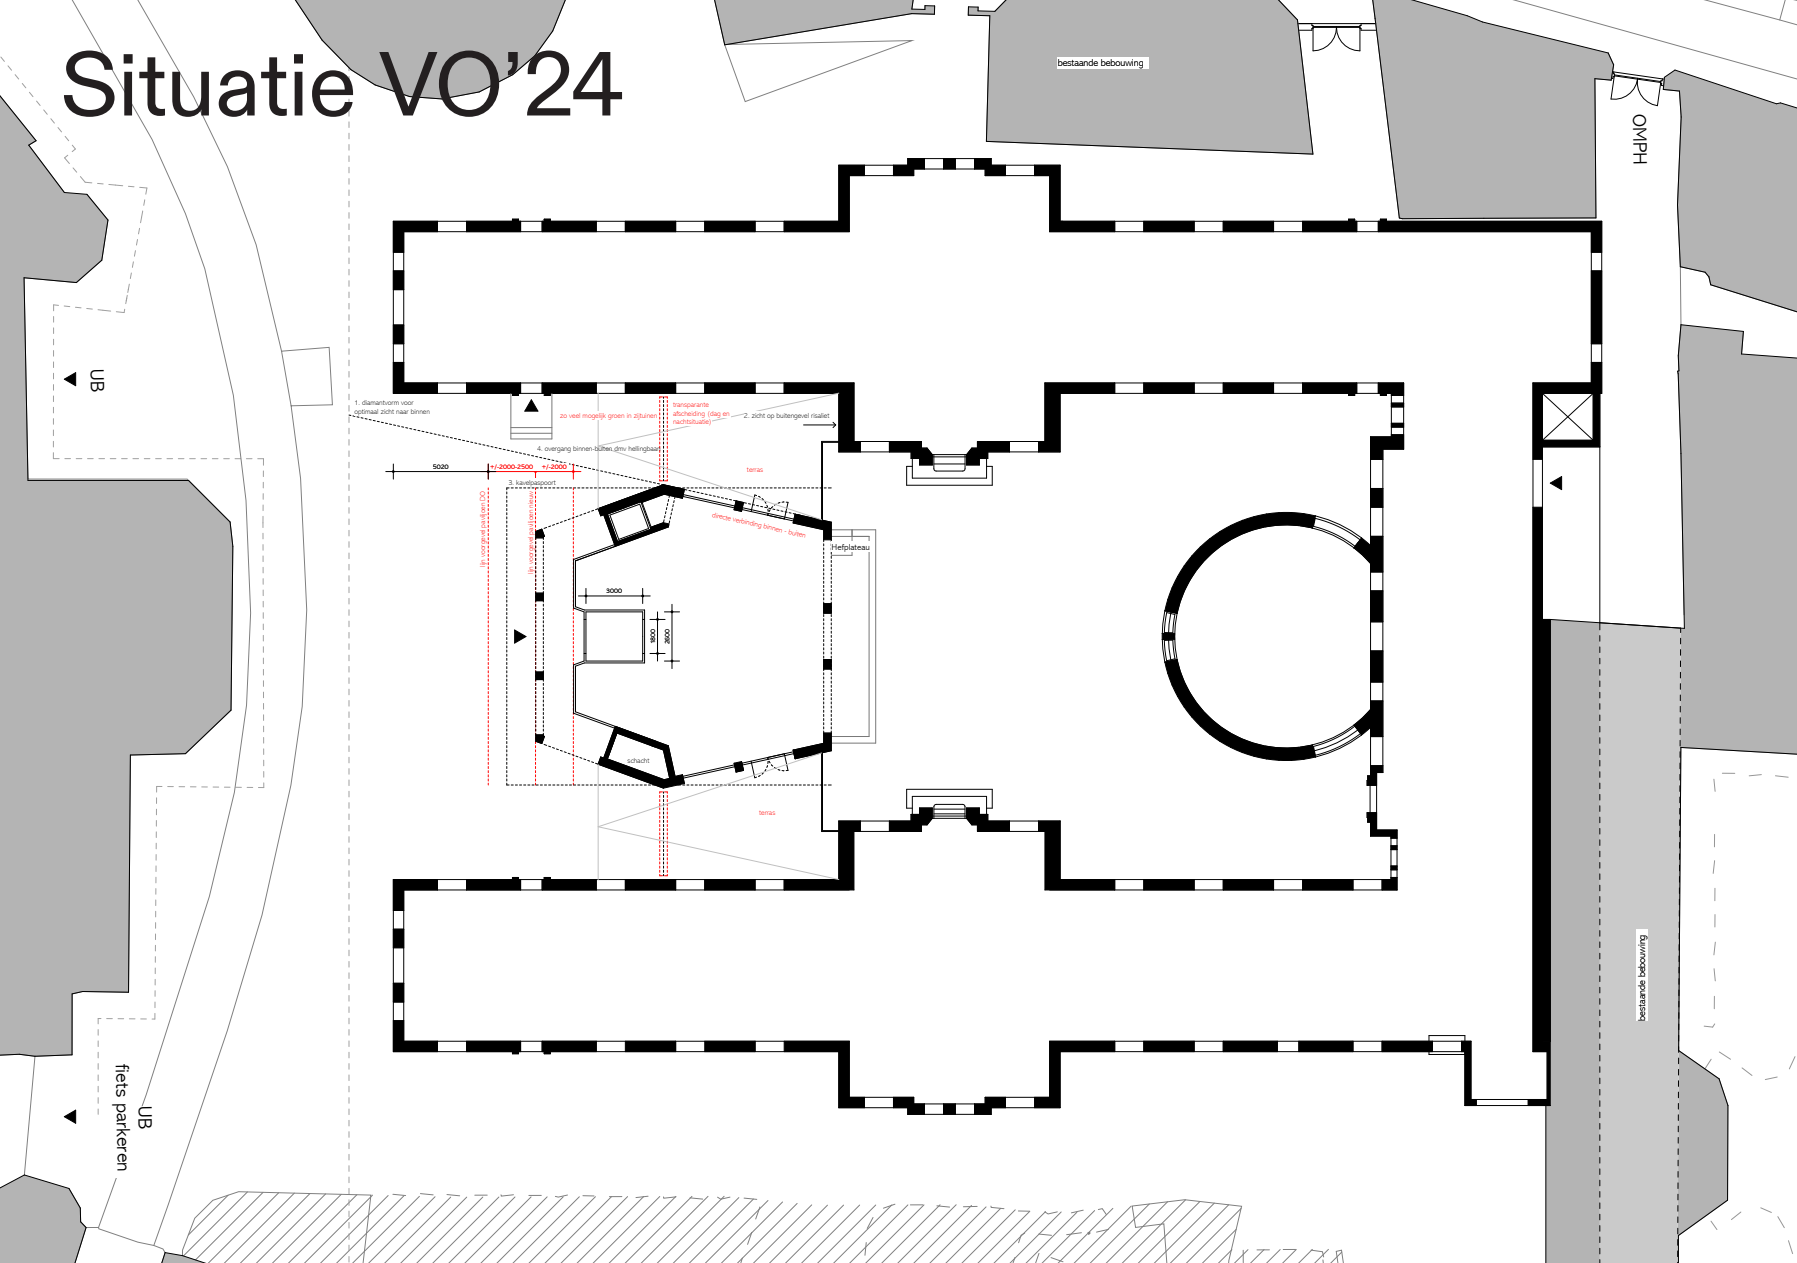 Situatie VO’24
bestaande bebouwing
OMPH
UB
1. diamantvorm voor
optimaal zicht naar binnen
zo veel mogelijk groen in zijtuinen
transparante
afscheiding (dag en
nachtsituatie)
2. zicht op buitengevel risaliet
4. overgang binnen-buiten dmv hellingbaan
5020
+/-2000-2500
+/-2000
3. kavelpaspoort
terras
directe verbinding binnen - buiten
Hefplateau
3000
1800
2600
schacht
terras
bestaande bebouwing
UB
fiets parkeren